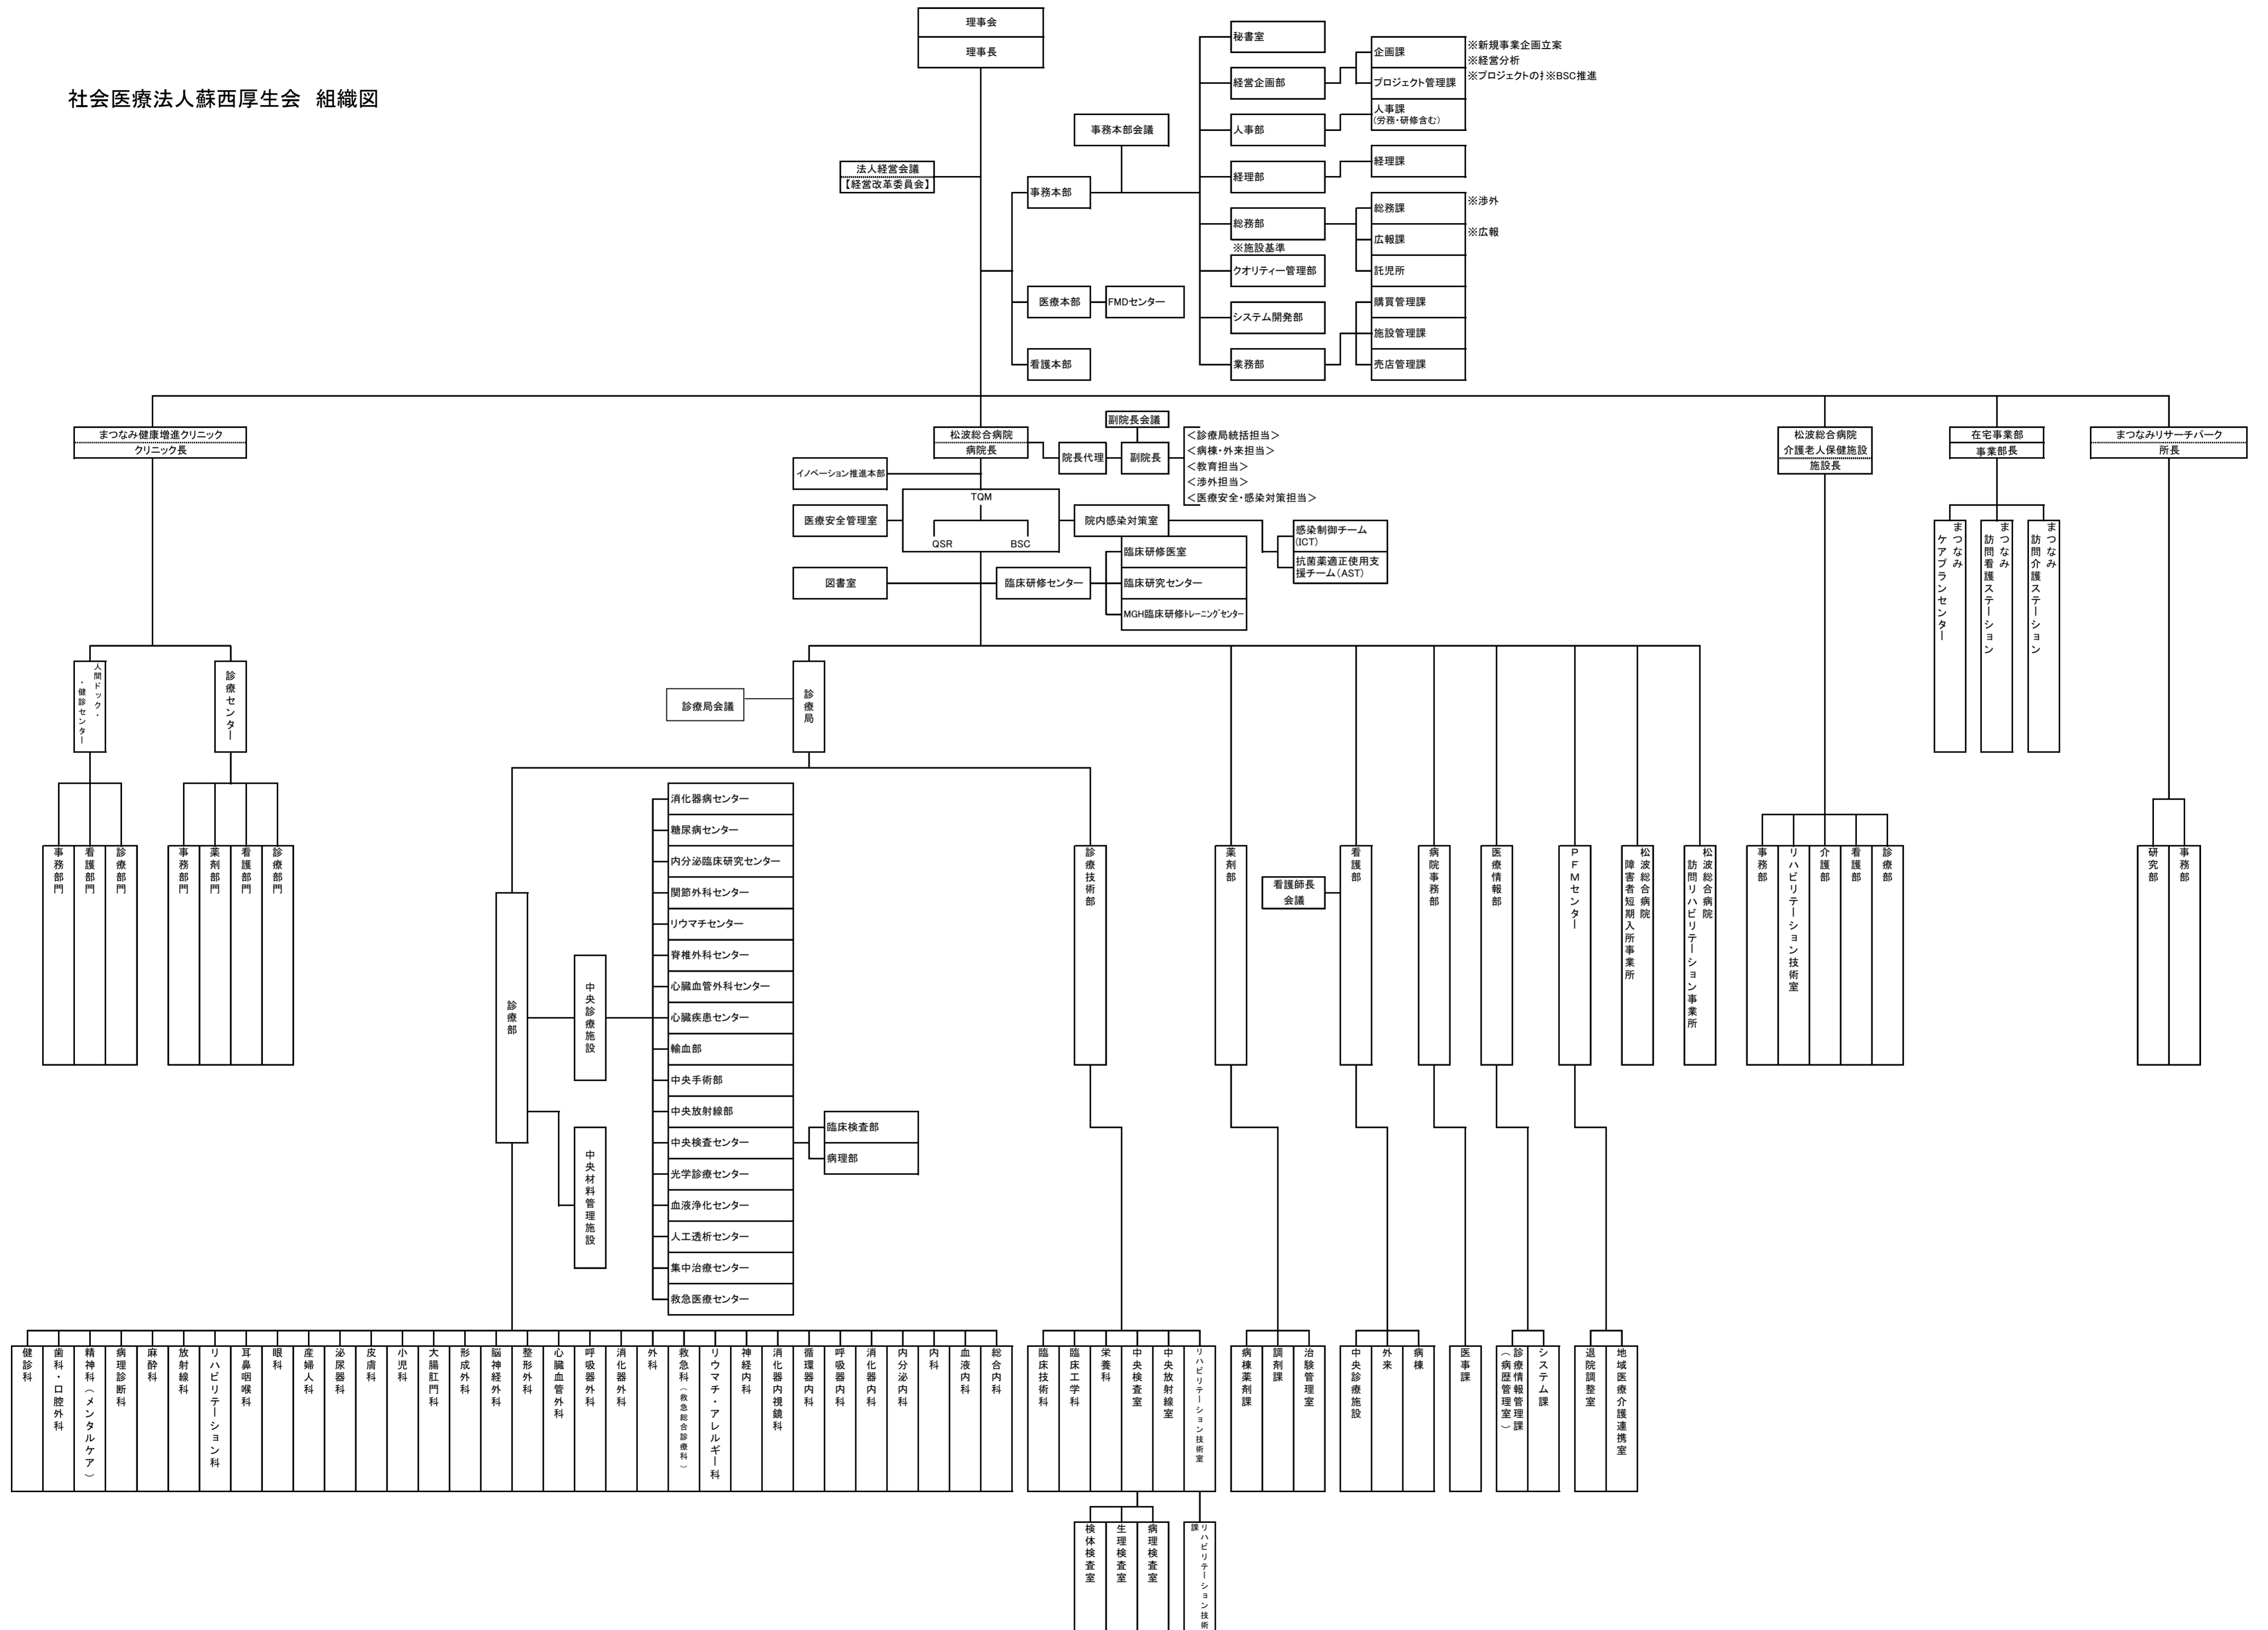 社会医療法人蘇西厚生会　組織図
理事会
理事長
法人経営会議
【経営改革委員会】
事務本部会議
事務本部
医療本部
FMDセンター
看護本部
秘書室
経営企画部
人事部
経理部
総務部
※施設基準
クオリティー管理部
システム開発部
業務部
企画課
プロジェクト管理課
人事課
(労務・研修含む)
経理課
総務課
広報課
託児所
購買管理課
施設管理課
売店管理課
※新規事業企画立案
※経営分析
※プロジェクトの
※BSC推進
※渉外
※広報
まつなみ健康増進クリニック
クリニック長
松波総合病院
病院長
院長代理
副院長会議
副院長
＜診療局統括担当＞
＜病棟・外来担当＞
＜教育担当＞
＜渉外担当＞
＜医療安全・感染対策担当＞
松波総合病院
介護老人保健施設
施設長
在宅事業部
事業部長
まつなみリサーチパーク
所長
イノベーション推進本部
医療安全管理室
TQM
QSR
BSC
院内感染対策室
感染制御チーム
(ICT)
抗菌薬適正使用支
援チーム(AST)
図書室
臨床研修センター
臨床研修医室
臨床研究センター
MGH臨床研修トレーニングセンター
まつなみ
ケアプランセンター
まつなみ
訪問看護ステーション
まつなみ
訪問介護ステーション
人間ドック・
・健診センター
診療センター
診療局会議
診療局
事務部門
看護部門
診療部門
事務部門
薬剤部門
看護部門
診療部門
診療部
中央診療施設
中央材料管理施設
消化器病センター
糖尿病センター
内分泌臨床研究センター
関節外科センター
リウマチセンター
脊椎外科センター
心臓血管外科センター
心臓疾患センター
輸血部
中央手術部
中央放射線部
中央検査センター
光学診療センター
血液浄化センター
人工透析センター
集中治療センター
救急医療センター
臨床検査部
病理部
診療技術部
薬剤部
看護師長
会議
看護部
病院事務部
医療情報部
PFMセンター
松波総合病院
障害者短期入所事業所
松波総合病院
訪問リハビリテーション事業所
事務部
リハビリテーション技術室
介護部
看護部
診療部
研究部
事務部
健診科
歯科・口腔外科
精神科（メンタルケア）
病理診断科
麻酔科
放射線科
リハビリテーション科
耳鼻咽喉科
眼科
産婦人科
泌尿器科
皮膚科
小児科
大腸肛門科
形成外科
脳神経外科
整形外科
心臓血管外科
呼吸器外科
消化器外科
外科
救急科（救急総合診療科）
リウマチ・アレルギー科
神経内科
消化器内視鏡科
循環器内科
呼吸器内科
消化器内科
内分泌内科
内科
血液内科
総合内科
臨床技術科
臨床工学科
栄養科
中央検査室
中央放射線室
リハビリテーション技術室
病棟薬剤課
調剤課
治験管理室
中央診療施設
外来
病棟
医事課
診療情報管理課
（病歴管理室）
システム課
退院調整室
地域医療介護連携室
検体検査室
生理検査室
病理検査室
リハビリテーション技術
課